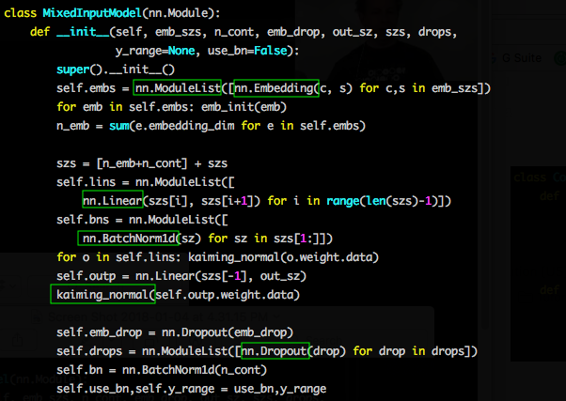 class MixedInputModel(nn.Module):
    def __init__(self, emb_szs, n_cont, emb_drop, out_sz, szs, drops,
                 y_range=None, use_bn=False):
        super().__init__()
        self.embs = nn.ModuleList([nn.Embedding(c, s) for c,s in emb_szs])
        for emb in self.embs: emb_init(emb)
        n_emb = sum(e.embedding_dim for e in self.embs)
        szs = [n_emb+n_cont] + szs
        self.lins = nn.ModuleList([
            nn.Linear(szs[i], szs[i+1]) for i in range(len(szs)-1)])
        self.bns = nn.ModuleList([
            nn.BatchNorm1d(sz) for sz in szs[1:]])
        for o in self.lins: kaiming_normal(o.weight.data)
        self.outp = nn.Linear(szs[-1], out_sz)
        kaiming_normal(self.outp.weight.data)
        self.emb_drop = nn.Dropout(emb_drop)
        self.drops = nn.ModuleList([nn.Dropout(drop) for drop in drops])
        self.bn = nn.BatchNorm1d(n_cont)
        self.use_bn,self.y_range = use_bn,y_range
G Suite